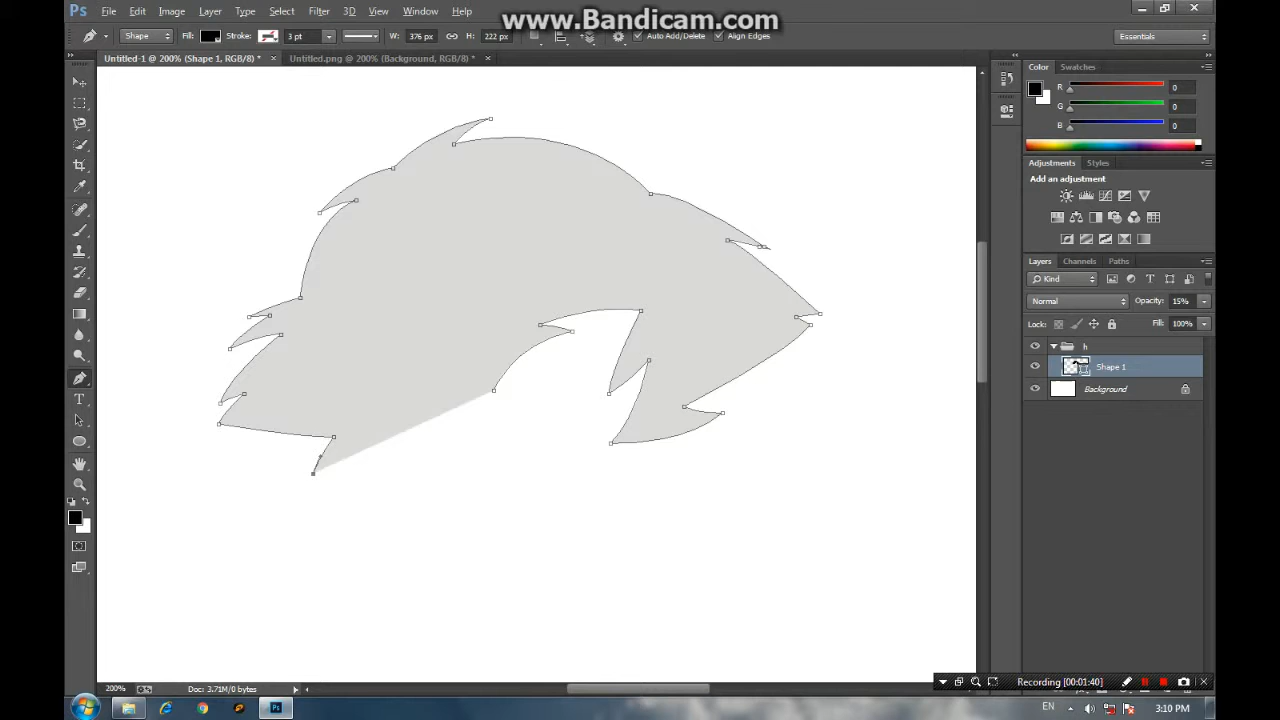 www.Bandicam.com
Ps File Edit Image Layer Type Select Filter 3D View Window Help
Shape Fill: Stroke: 3 pt W: 376 px H: 222 px Auto Add/Delete Align Edges Essentials
Untitled-1 @ 200% (Shape 1, RGB/8) * × Untitled.png @ 200% (Background, RGB/8) * ×
Color Swatches
R 0
G 0
B 0
Adjustments Styles
Add an adjustment
Layers Channels Paths
Kind
Normal Opacity: 15%
Lock: Fill: 100%
h
Shape 1
Background
200% Doc: 3.71M/0 bytes
Recording [00:01:40]
EN 3:10 PM